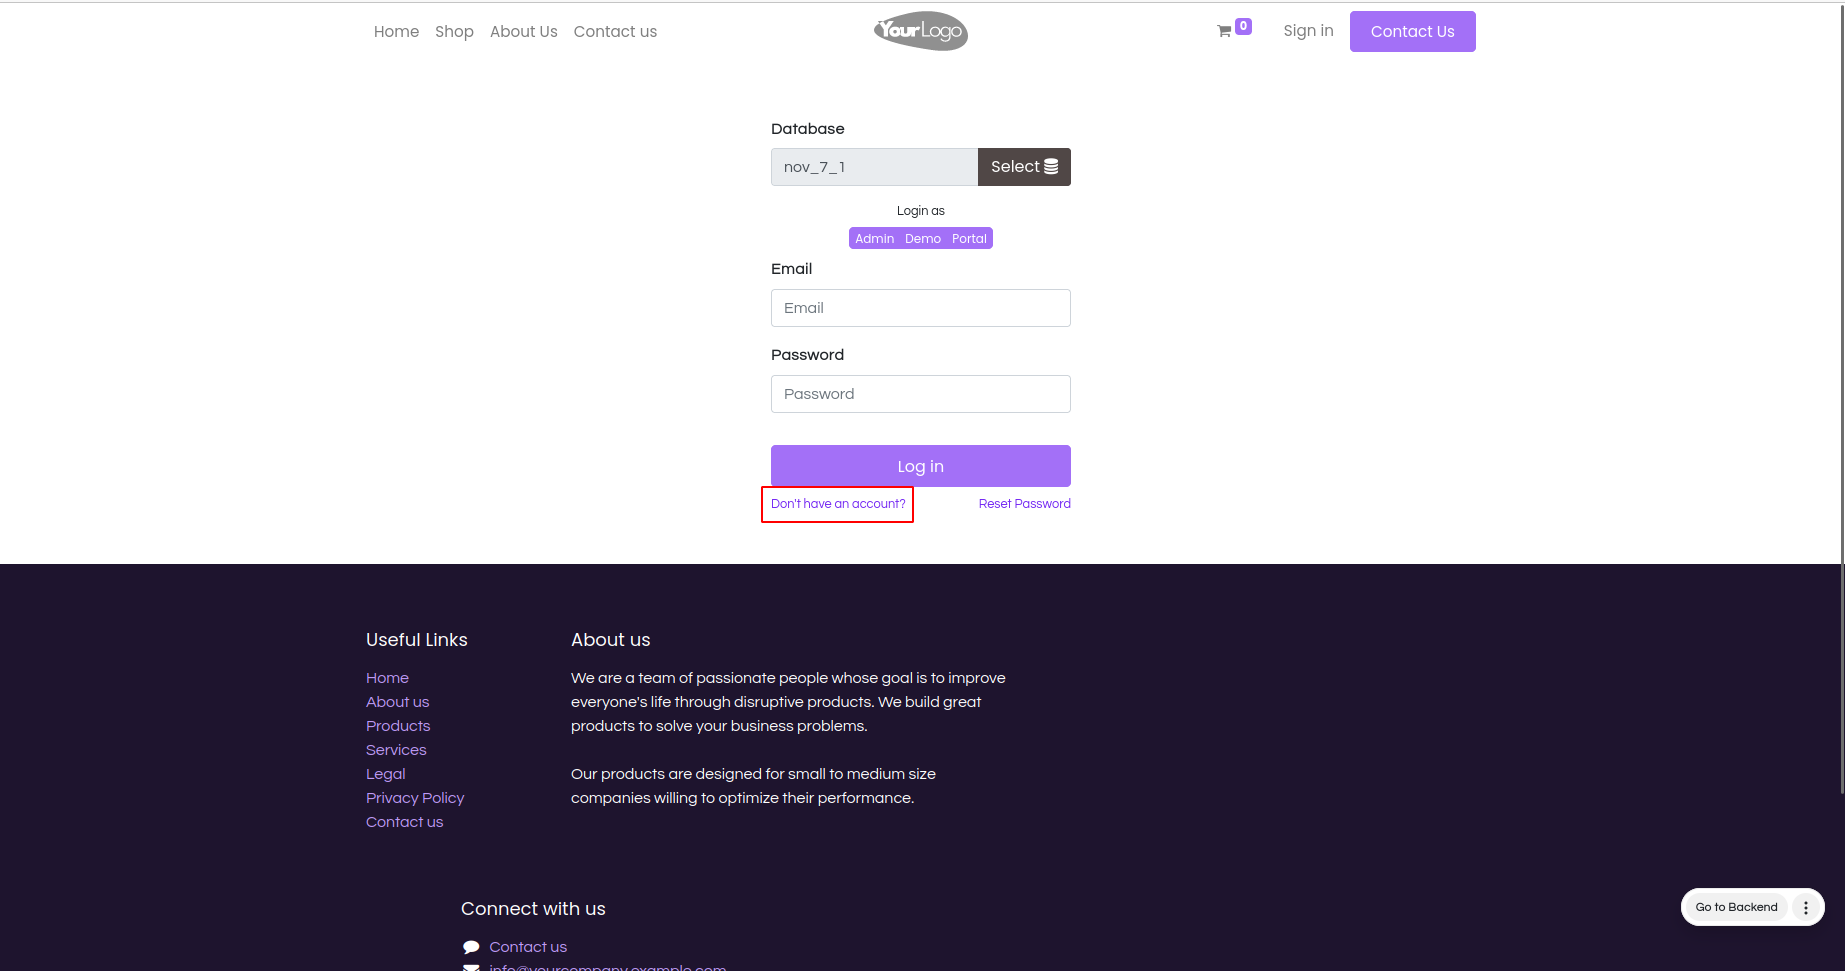 Home Shop About Us Contact us YourLogo 0 Sign in Contact Us
Database
nov_7_1 Select
Login as
Admin Demo Portal
Email
Email
Password
Password
Log in
Don't have an account? Reset Password
Useful Links
Home
About us
Products
Services
Legal
Privacy Policy
Contact us
About us
We are a team of passionate people whose goal is to improve
everyone's life through disruptive products. We build great
products to solve your business problems.
Our products are designed for small to medium size
companies willing to optimize their performance.
Connect with us
Contact us
info@yourcompany.example.com
Go to Backend